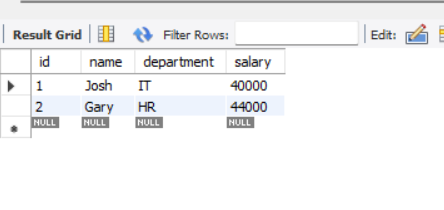 Result Grid Filter Rows: Edit:
id name department salary
1 Josh IT 40000
2 Gary HR 44000
NULL NULL NULL NULL